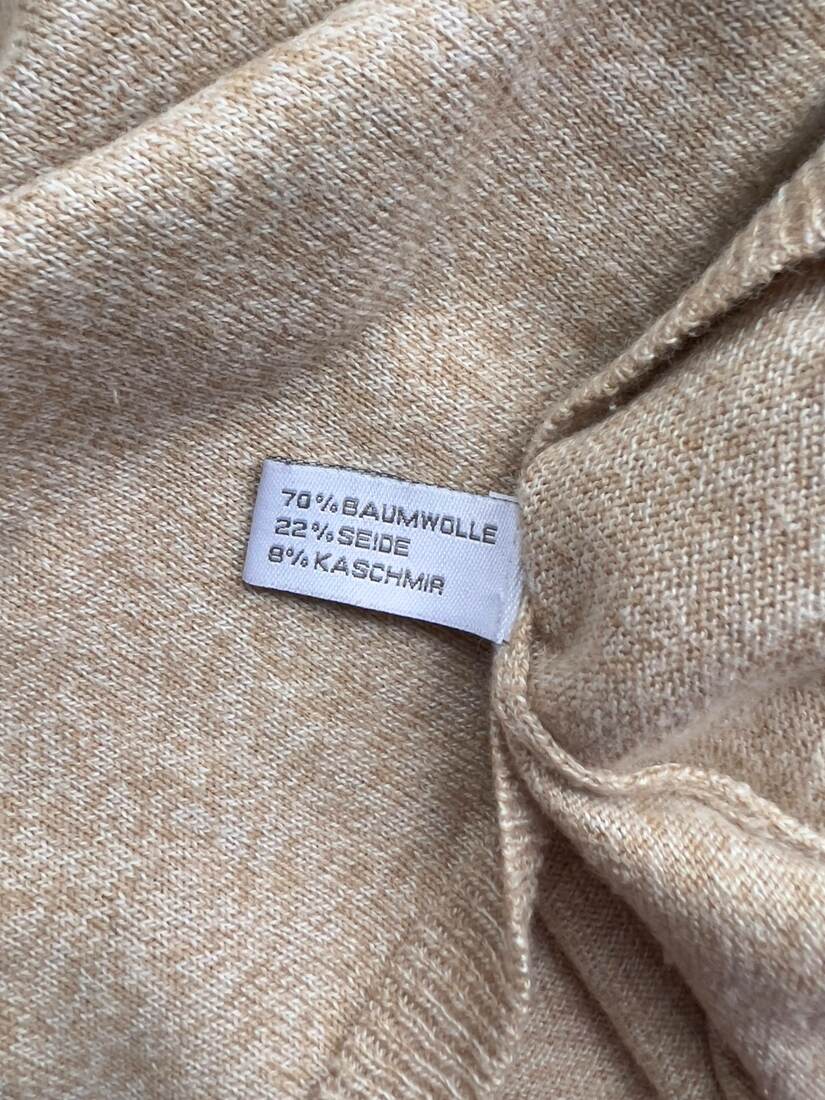 70% BAUMWOLLE
22% SEIDE
8% KASCHMIR